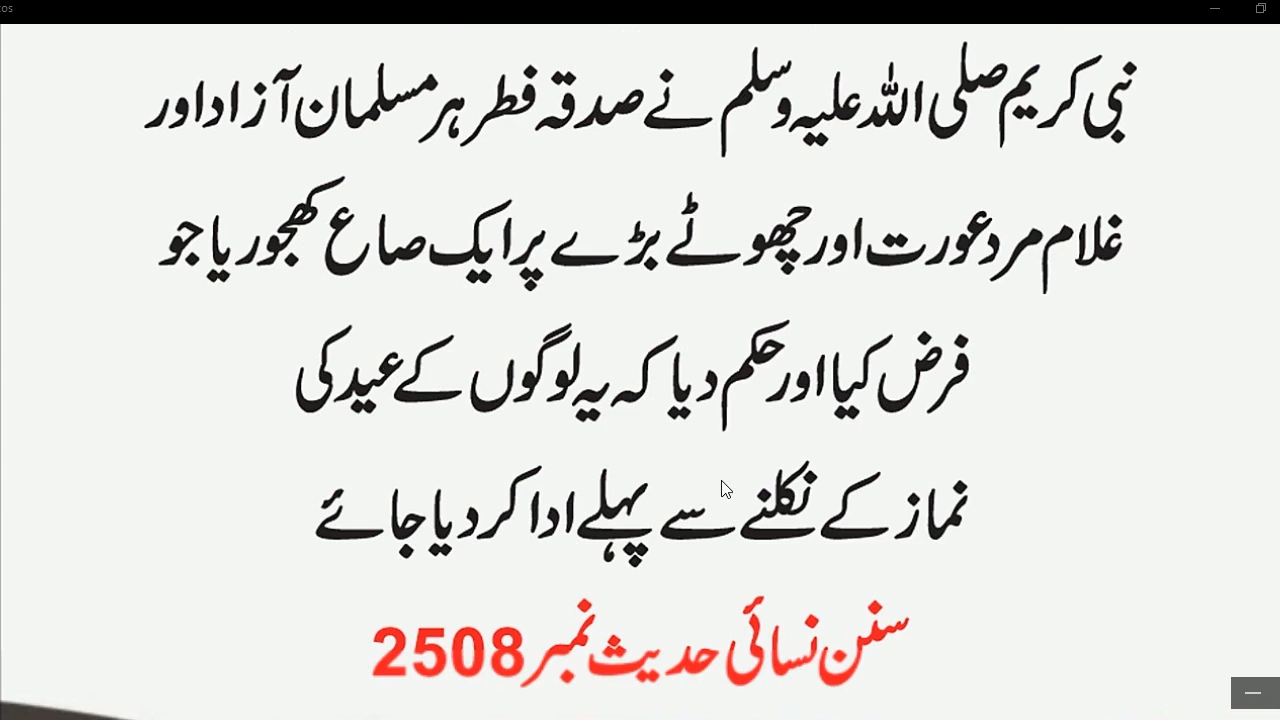 os
نبی کریم صلی اللہ علیہ وسلم نے صدقہ فطر ہر مسلمان آزاد اور
غلام مرد عورت اور چھوٹے بڑے پر ایک صاع کھجور یا جو
فرض کیا اور حکم دیا کہ یہ لوگوں کے عید کی
نماز کے نکلنے سے پہلے ادا کر دیا جائے
سنن نسائی حدیث نمبر 2508